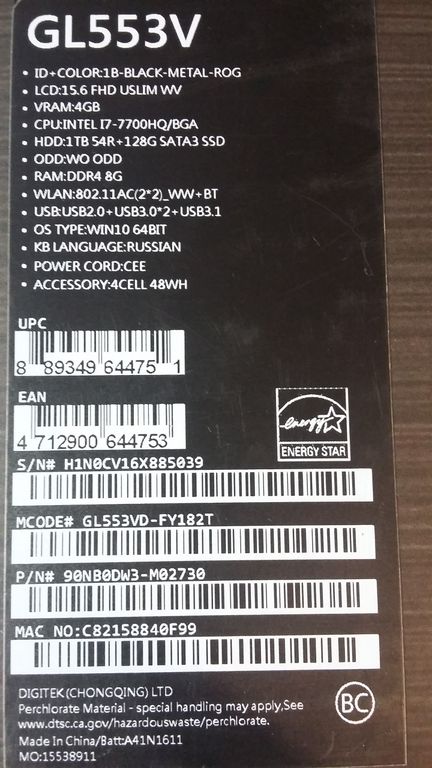 GL553V
• ID+COLOR:1B-BLACK-METAL-ROG
• LCD:15.6 FHD USLIM WV
• VRAM:4GB
• CPU:INTEL I7-7700HQ/BGA
• HDD:1TB 54R+128G SATA3 SSD
• ODD:WO ODD
• RAM:DDR4 8G
• WLAN:802.11AC(2*2)_WW+BT
• USB:USB2.0+USB3.0*2+USB3.1
• OS TYPE:WIN10 64BIT
• KB LANGUAGE:RUSSIAN
• POWER CORD:CEE
• ACCESSORY:4CELL 48WH
UPC
8 89349 64475 1
EAN
4 712900 644753
energy
ENERGY STAR
S/N# H1N0CV16X885039
MCODE# GL553VD-FY182T
P/N# 90NB0DW3-M02730
MAC NO:C82158840F99
DIGITEK(CHONGQING) LTD
Perchlorate Material - special handling may apply,See
www.dtsc.ca.gov/hazardouswaste/perchlorate.
Made In China/Batt:A41N1611
MO:15538911
BC